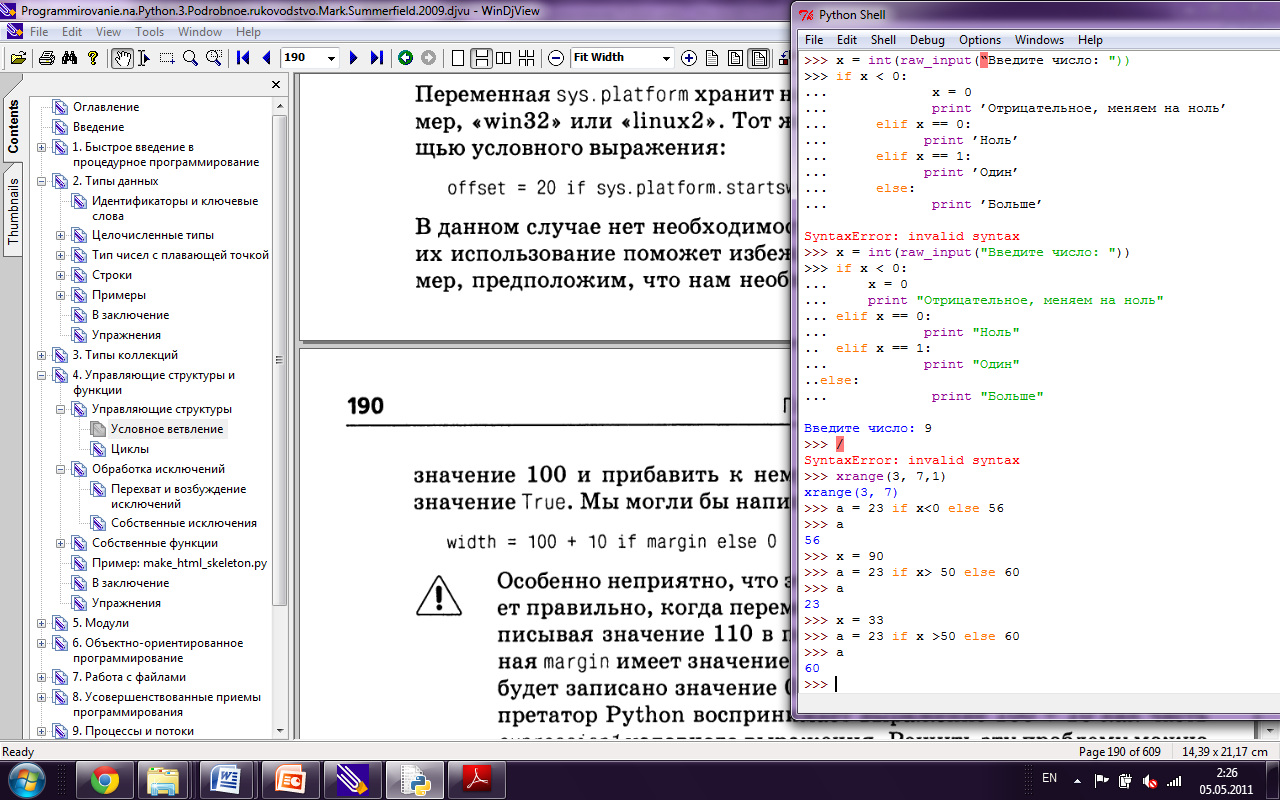 Programmirovanie.na.Python.3.Podrobnoe.rukovodstvo.Mark.Summerfield.2009.djvu - WinDjView
File Edit View Tools Window Help
190
Fit Width
Contents
Thumbnails
Оглавление
Введение
1. Быстрое введение в
процедурное программирование
2. Типы данных
Идентификаторы и ключевые
слова
Целочисленные типы
Тип чисел с плавающей точкой
Строки
Примеры
В заключение
Упражнения
3. Типы коллекций
4. Управляющие структуры и
функции
Управляющие структуры
Условное ветвление
Циклы
Обработка исключений
Перехват и возбуждение
исключений
Собственные исключения
Собственные функции
Пример: make_html_skeleton.py
В заключение
Упражнения
5. Модули
6. Объектно-ориентированное
программирование
7. Работа с файлами
8. Усовершенствованные приемы
программирования
9. Процессы и потоки
Переменная sys.platform хранит
мер, «win32» или «linux2». Тот
щью условного выражения:
offset = 20 if sys.platform.starts
В данном случае нет
их использование поможет
мер, предположим, что нам
190
значение 100 и прибавить к
значение True. Мы могли бы
width = 100 + 10 if margin else 0
Особенно неприятно, что
ет правильно, когда
писывая значение 110 в
ная margin имеет значение
будет записано значение
претатор Python
Python Shell
File Edit Shell Debug Options Windows Help
>>> x = int(raw_input(“Введите число: "))
>>> if x < 0:
... x = 0
... print ’Отрицательное, меняем на ноль’
... elif x == 0:
... print ’Ноль’
... elif x == 1:
... print ’Один’
... else:
... print ’Больше’
SyntaxError: invalid syntax
>>> x = int(raw_input("Введите число: "))
>>> if x < 0:
... x = 0
... print "Отрицательное, меняем на ноль"
... elif x == 0:
... print "Ноль"
.. elif x == 1:
... print "Один"
..else:
... print "Больше"
Введите число: 9
>>> /
SyntaxError: invalid syntax
>>> xrange(3, 7,1)
xrange(3, 7)
>>> a = 23 if x<0 else 56
>>> a
56
>>> x = 90
>>> a = 23 if x> 50 else 60
>>> a
23
>>> x = 33
>>> a = 23 if x >50 else 60
>>> a
60
>>>
Ready
Page 190 of 609
14,39 x 21,17 cm
EN
2:26
05.05.2011